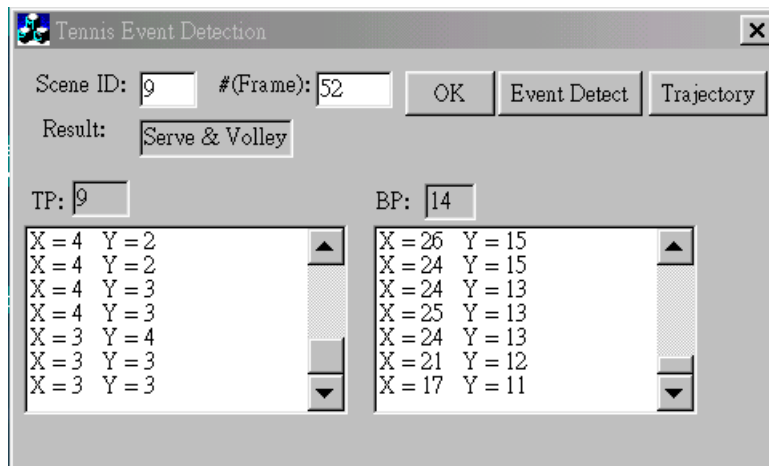 Tennis Event Detection
Scene ID: 9 #(Frame): 52 OK Event Detect Trajectory
Result: Serve & Volley
TP: 9
X = 4 Y = 2
X = 4 Y = 2
X = 4 Y = 3
X = 4 Y = 3
X = 3 Y = 4
X = 3 Y = 3
X = 3 Y = 3
BP: 14
X = 26 Y = 15
X = 24 Y = 15
X = 24 Y = 13
X = 25 Y = 13
X = 24 Y = 13
X = 21 Y = 12
X = 17 Y = 11